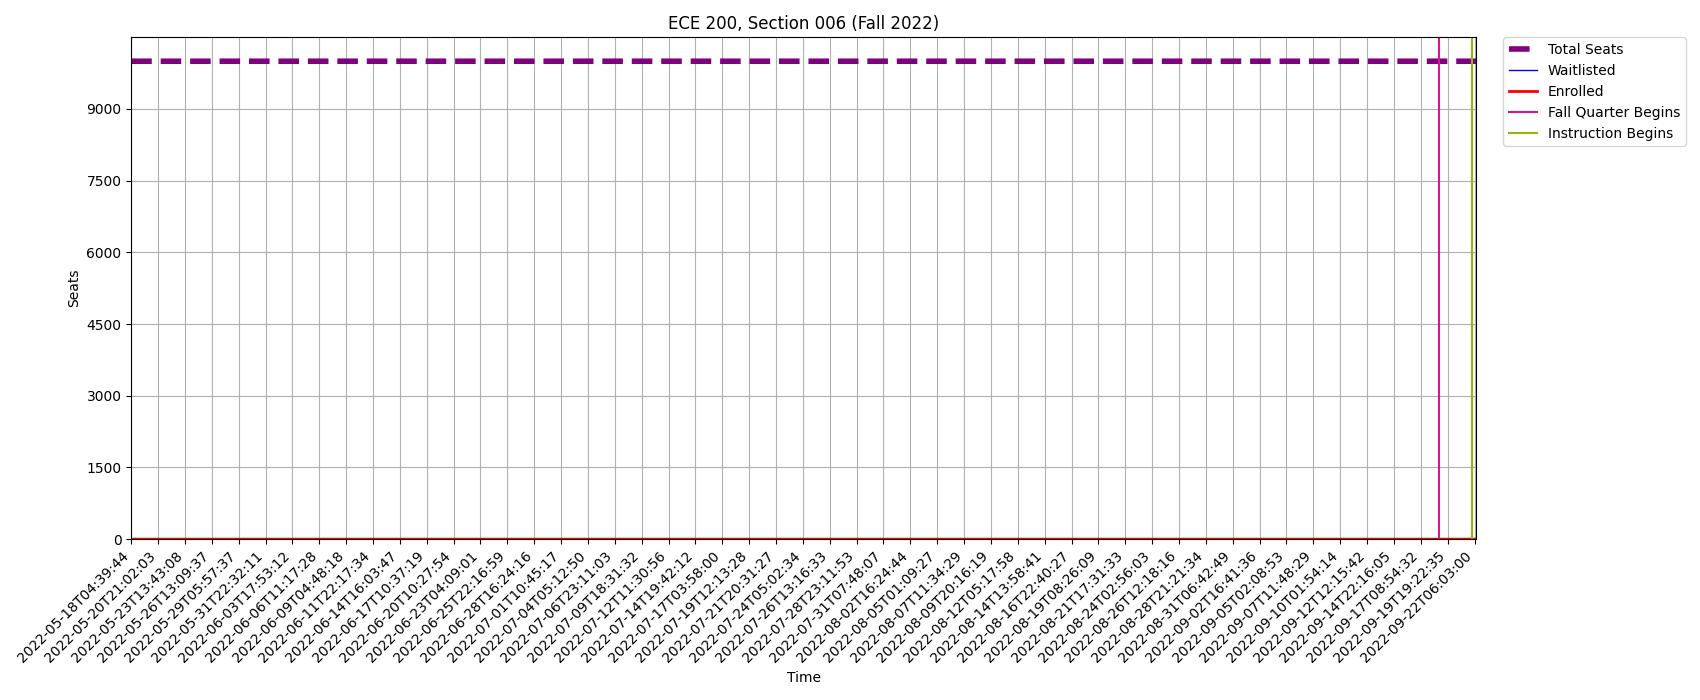 ECE 200, Section 006 (Fall 2022)
Total Seats
Waitlisted
Enrolled
Fall Quarter Begins
Instruction Begins
Seats
9000
7500
6000
4500
3000
1500
0
2022-05-18T04:39:44
2022-05-20T21:02:03
2022-05-23T13:43:08
2022-05-26T13:09:37
2022-05-29T05:57:37
2022-05-31T22:32:11
2022-06-03T17:53:12
2022-06-06T11:17:28
2022-06-09T04:48:18
2022-06-11T22:17:34
2022-06-14T16:03:47
2022-06-17T10:37:19
2022-06-20T10:27:54
2022-06-23T04:09:01
2022-06-25T22:16:59
2022-06-28T16:24:16
2022-07-01T10:45:17
2022-07-04T05:12:50
2022-07-06T23:11:03
2022-07-09T18:31:32
2022-07-12T11:30:56
2022-07-14T19:42:12
2022-07-17T03:58:00
2022-07-19T12:13:28
2022-07-21T20:31:27
2022-07-24T05:02:34
2022-07-26T13:16:33
2022-07-28T23:11:53
2022-07-31T07:48:07
2022-08-02T16:24:44
2022-08-05T01:09:27
2022-08-07T11:34:29
2022-08-09T20:16:19
2022-08-12T05:17:58
2022-08-14T13:58:41
2022-08-16T22:40:27
2022-08-19T08:26:09
2022-08-21T17:31:33
2022-08-24T02:56:03
2022-08-26T12:18:16
2022-08-28T21:21:34
2022-08-31T06:42:49
2022-09-02T16:41:36
2022-09-05T02:08:53
2022-09-07T11:48:29
2022-09-10T01:54:14
2022-09-12T12:15:42
2022-09-14T22:16:05
2022-09-17T08:54:32
2022-09-19T19:22:35
2022-09-22T06:03:00
Time